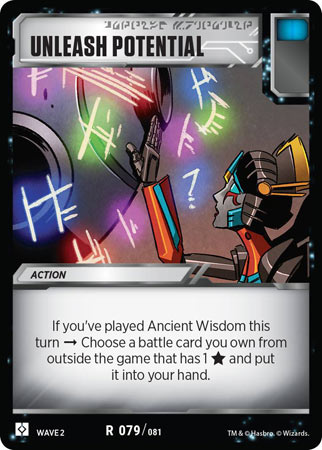 UNLEASH POTENTIAL
?
ACTION
If you've played Ancient Wisdom this
turn → Choose a battle card you own from
outside the game that has 1 ★ and put
it into your hand.
WAVE 2 R 079/081 TM & © Hasbro. © Wizards.